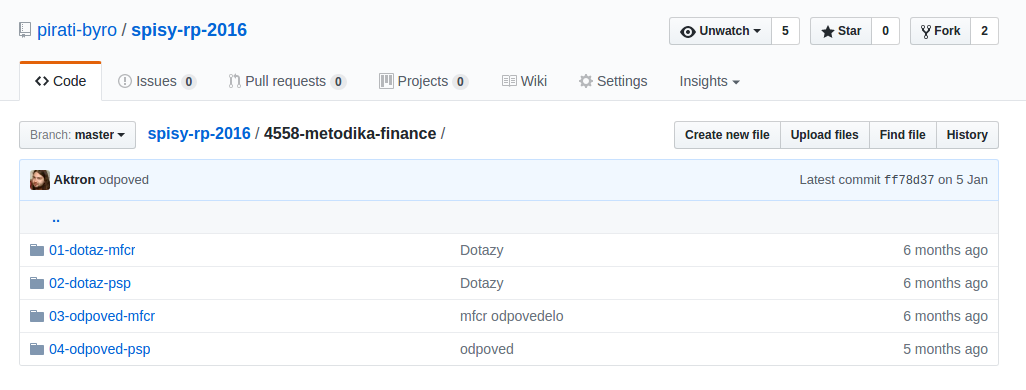 pirati-byro / spisy-rp-2016 Unwatch 5 Star 0 Fork 2
Code Issues 0 Pull requests 0 Projects 0 Wiki Settings Insights
Branch: master spisy-rp-2016 / 4558-metodika-finance / Create new file Upload files Find file History
Aktron odpoved Latest commit ff78d37 on 5 Jan
..
01-dotaz-mfcr Dotazy 6 months ago
02-dotaz-psp Dotazy 6 months ago
03-odpoved-mfcr mfcr odpovedelo 6 months ago
04-odpoved-psp odpoved 5 months ago